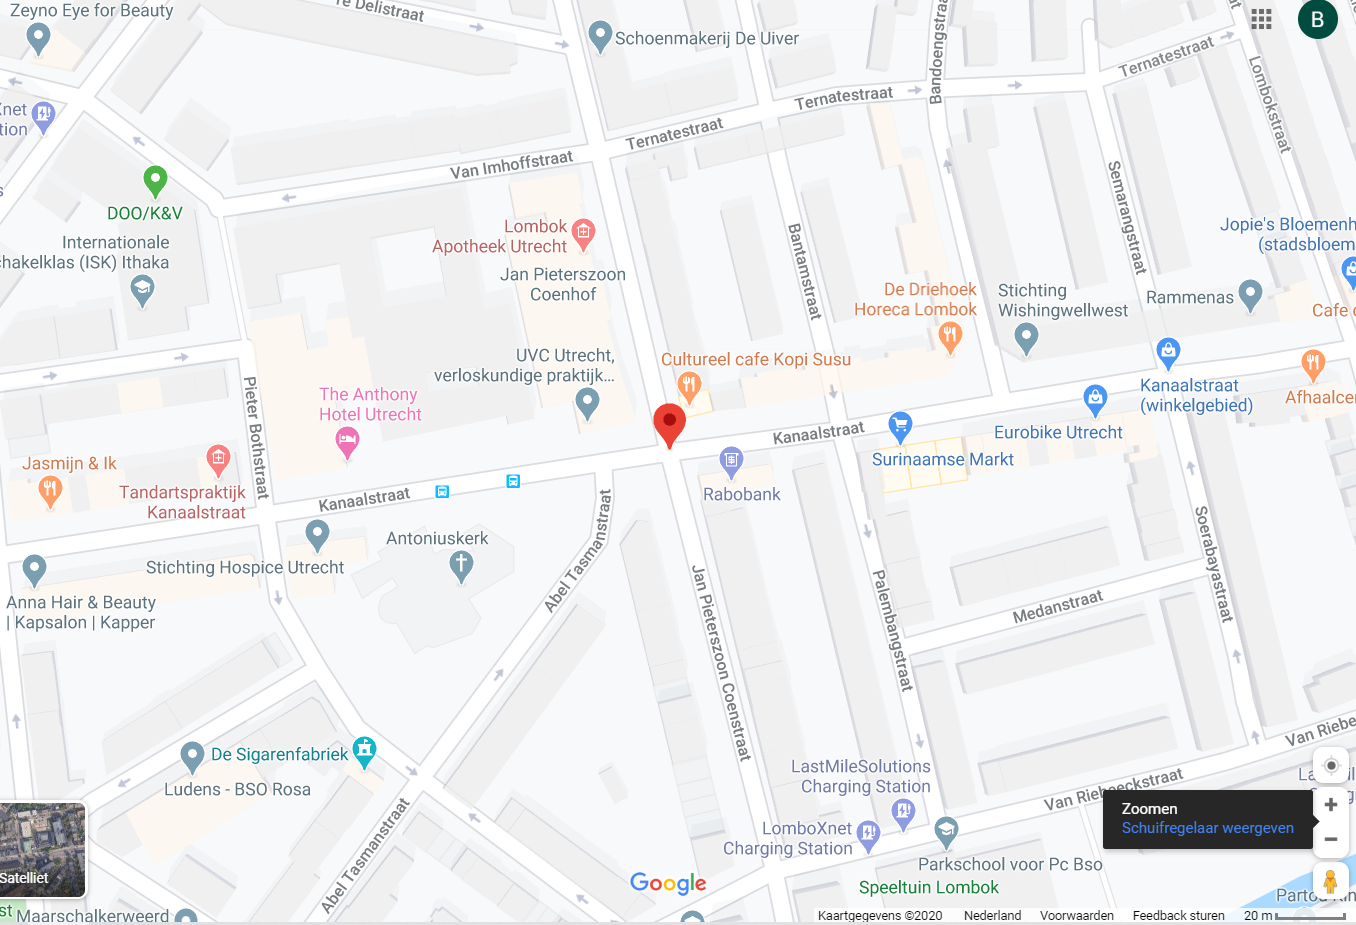 Zeyno Eye for Beauty
Te Delistraat
Schoenmakerij De Uiver
B
Xnet
tion
Ternatestraat
Ternatestraat
Ternatestraat
Bandoengstraat
Lombokstraat
Van Imhoffstraat
DOO/K&V
Internationale
chakelklas (ISK) Ithaka
Lombok
Apotheek Utrecht
Jan Pieterszoon
Coenhof
Bantamstraat
Semarangstraat
Jopie's Bloemenh
(stadsbloem
De Driehoek
Horeca Lombok
Stichting
Wishingwellwest
Rammenas
Cafe
UVC Utrecht,
verloskundige praktijk...
Cultureel cafe Kopi Susu
The Anthony
Hotel Utrecht
Pieter Bothstraat
Kanaalstraat
(winkelgebied)
Afhaalcer
Kanaalstraat
Eurobike Utrecht
Surinaamse Markt
Jasmijn & Ik
Tandartspraktijk
Kanaalstraat
Kanaalstraat
Rabobank
Antoniuskerk
Stichting Hospice Utrecht
Abel Tasmanstraat
Jan Pieterszoon Coenstraat
Palembangstraat
Medanstraat
Soerabayastraat
Anna Hair & Beauty
| Kapsalon | Kapper
Van Riebe
De Sigarenfabriek
Ludens - BSO Rosa
LastMileSolutions
Charging Station
Van Riebeeckstraat
Zoomen
Schuifregelaar weergeven
LomboXnet
Charging Station
Abel Tasmanstraat
Parkschool voor Pc Bso
Speeltuin Lombok
Satelliet
Google
st
Maarschalkerweerd
Kaartgegevens ©2020 Nederland Voorwaarden Feedback sturen 20 m